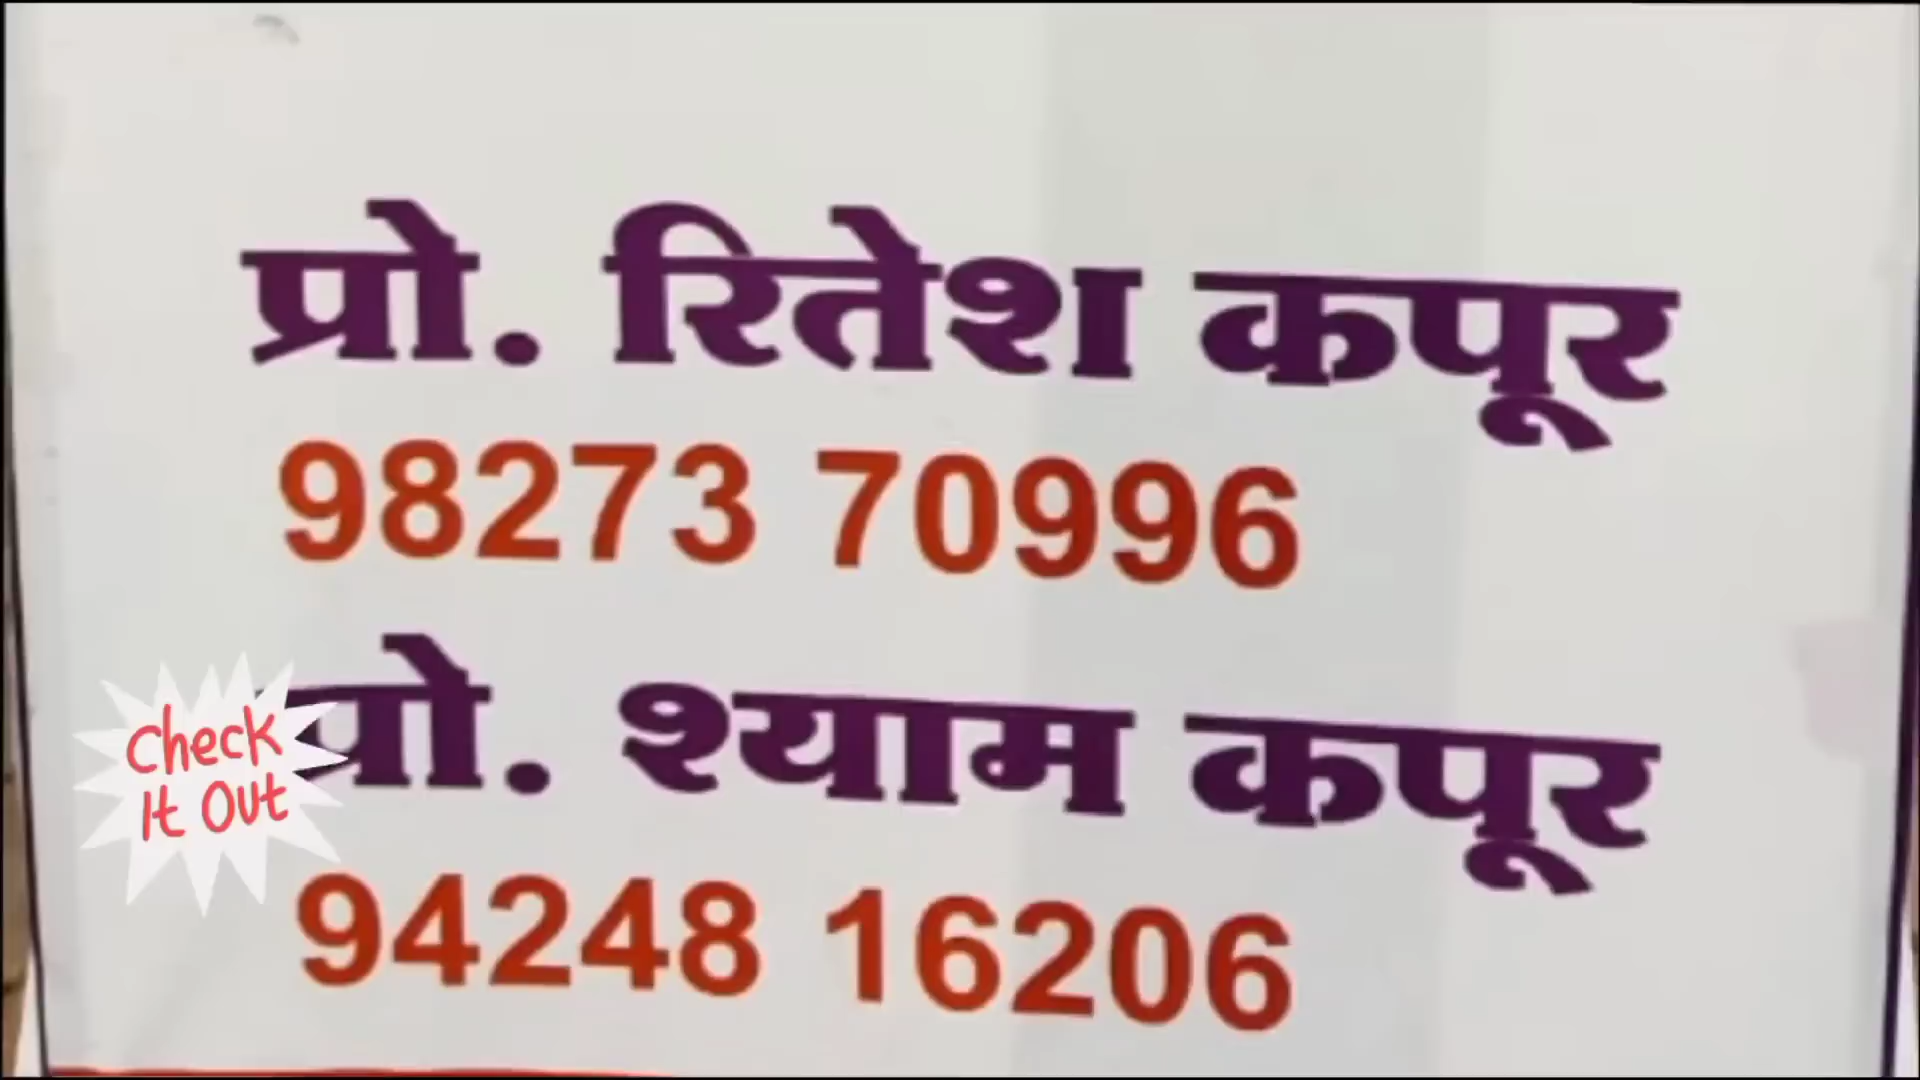 प्रो. रितेश कपूर
98273 70996
प्रो. श्याम कपूर
94248 16206
Check
It Out